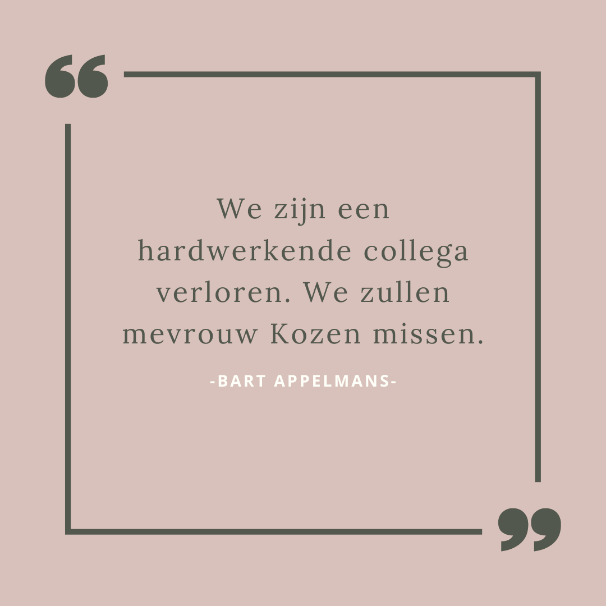 “
We zijn een
hardwerkende collega
verloren. We zullen
mevrouw Kozen missen.
-BART APPELMANS-
”